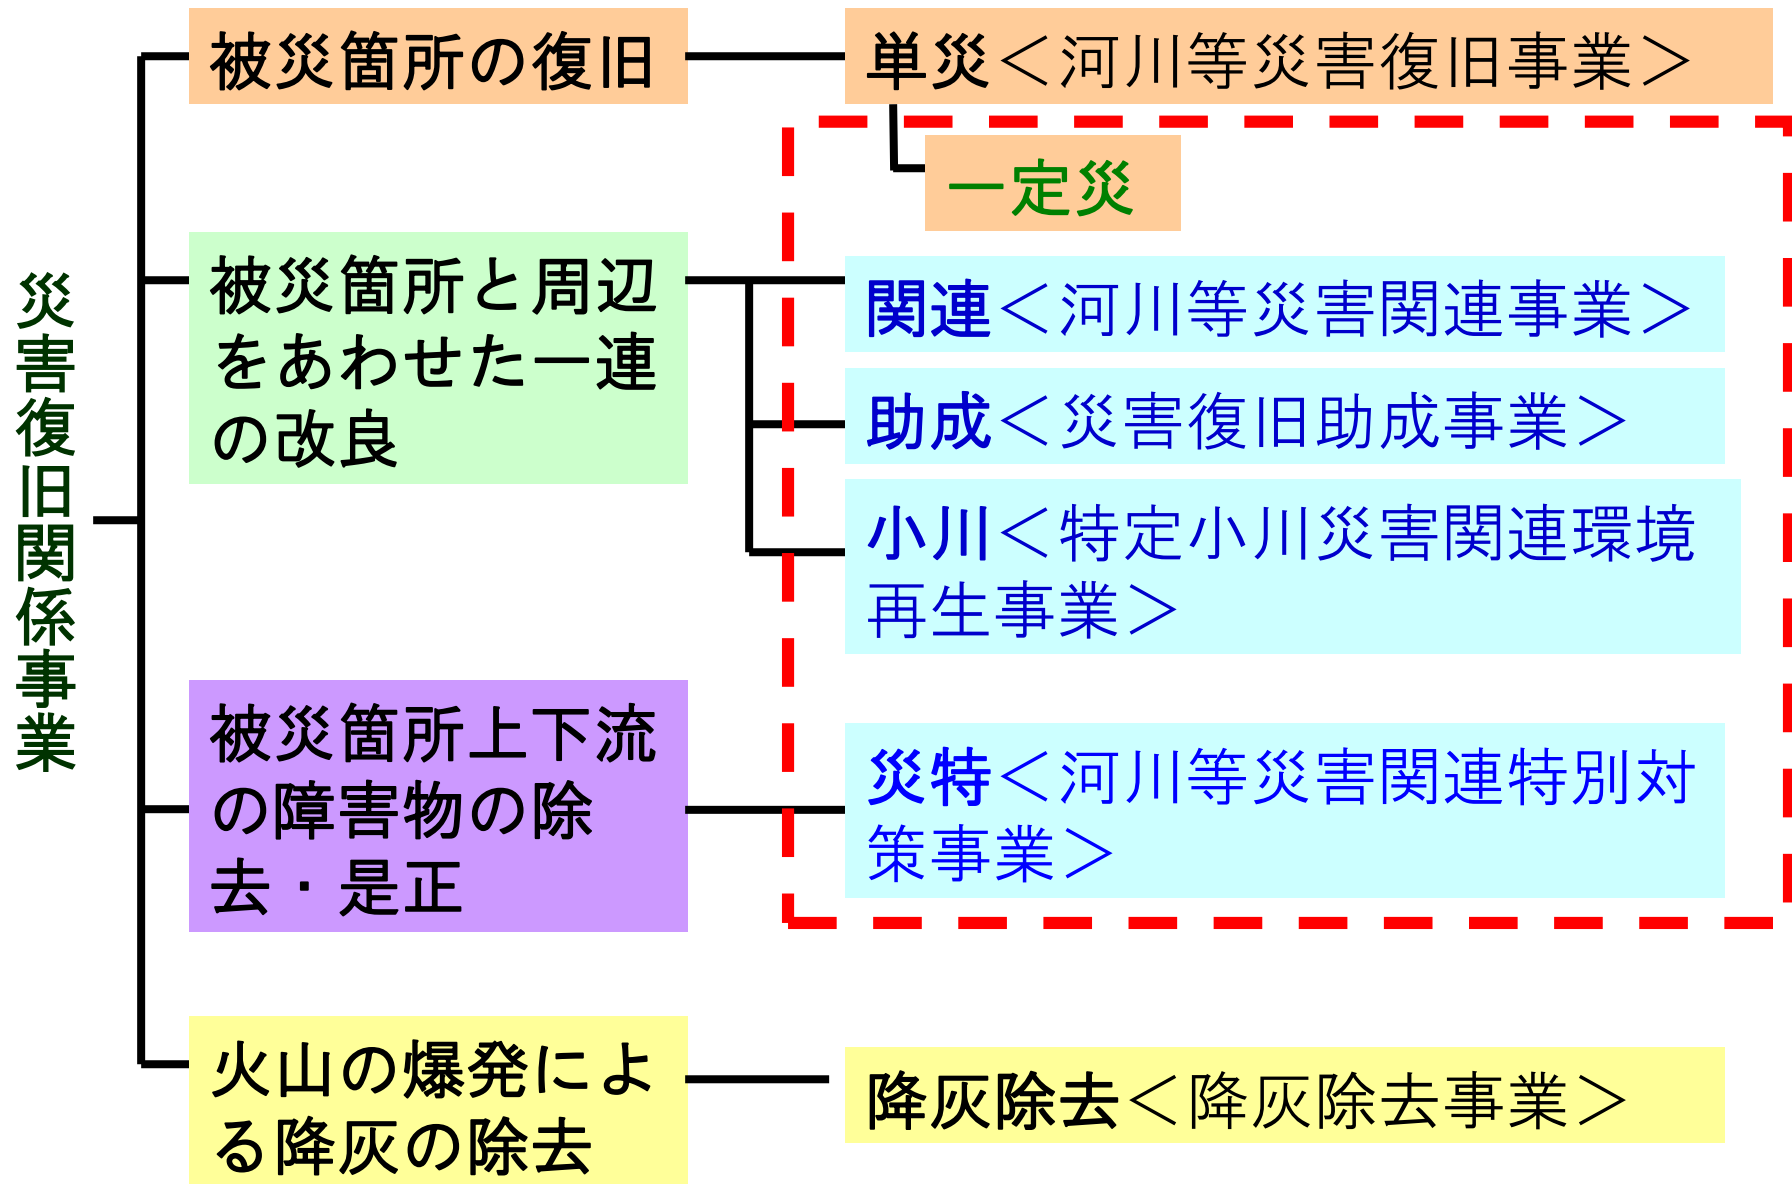 災害復旧関係事業
被災箇所の復旧
単災＜河川等災害復旧事業＞
一定災
被災箇所と周辺
をあわせた一連
の改良
関連＜河川等災害関連事業＞
助成＜災害復旧助成事業＞
小川＜特定小川災害関連環境
再生事業＞
被災箇所上下流
の障害物の除
去・是正
災特＜河川等災害関連特別対
策事業＞
火山の爆発によ
る降灰の除去
降灰除去＜降灰除去事業＞